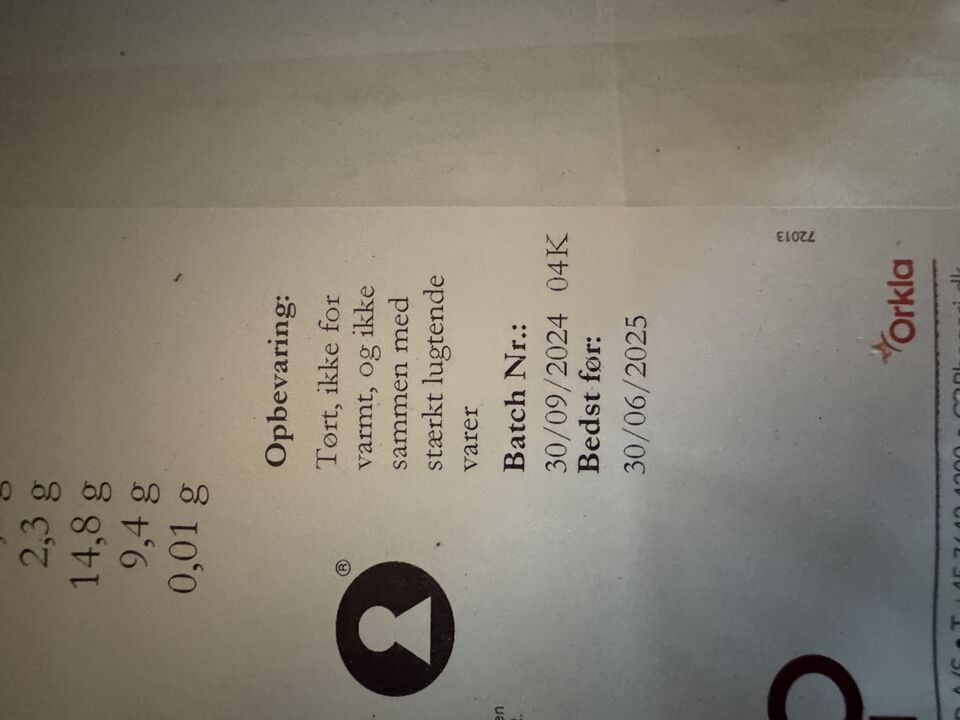 2,3 g
14,8 g
9,4 g
0,01 g
®
Opbevaring:
Tørt, ikke for
varmt, og ikke
sammen med
stærkt lugtende
varer
Batch Nr.:
30/09/2024 04K
Bedst før:
30/06/2025
72013
Orkla